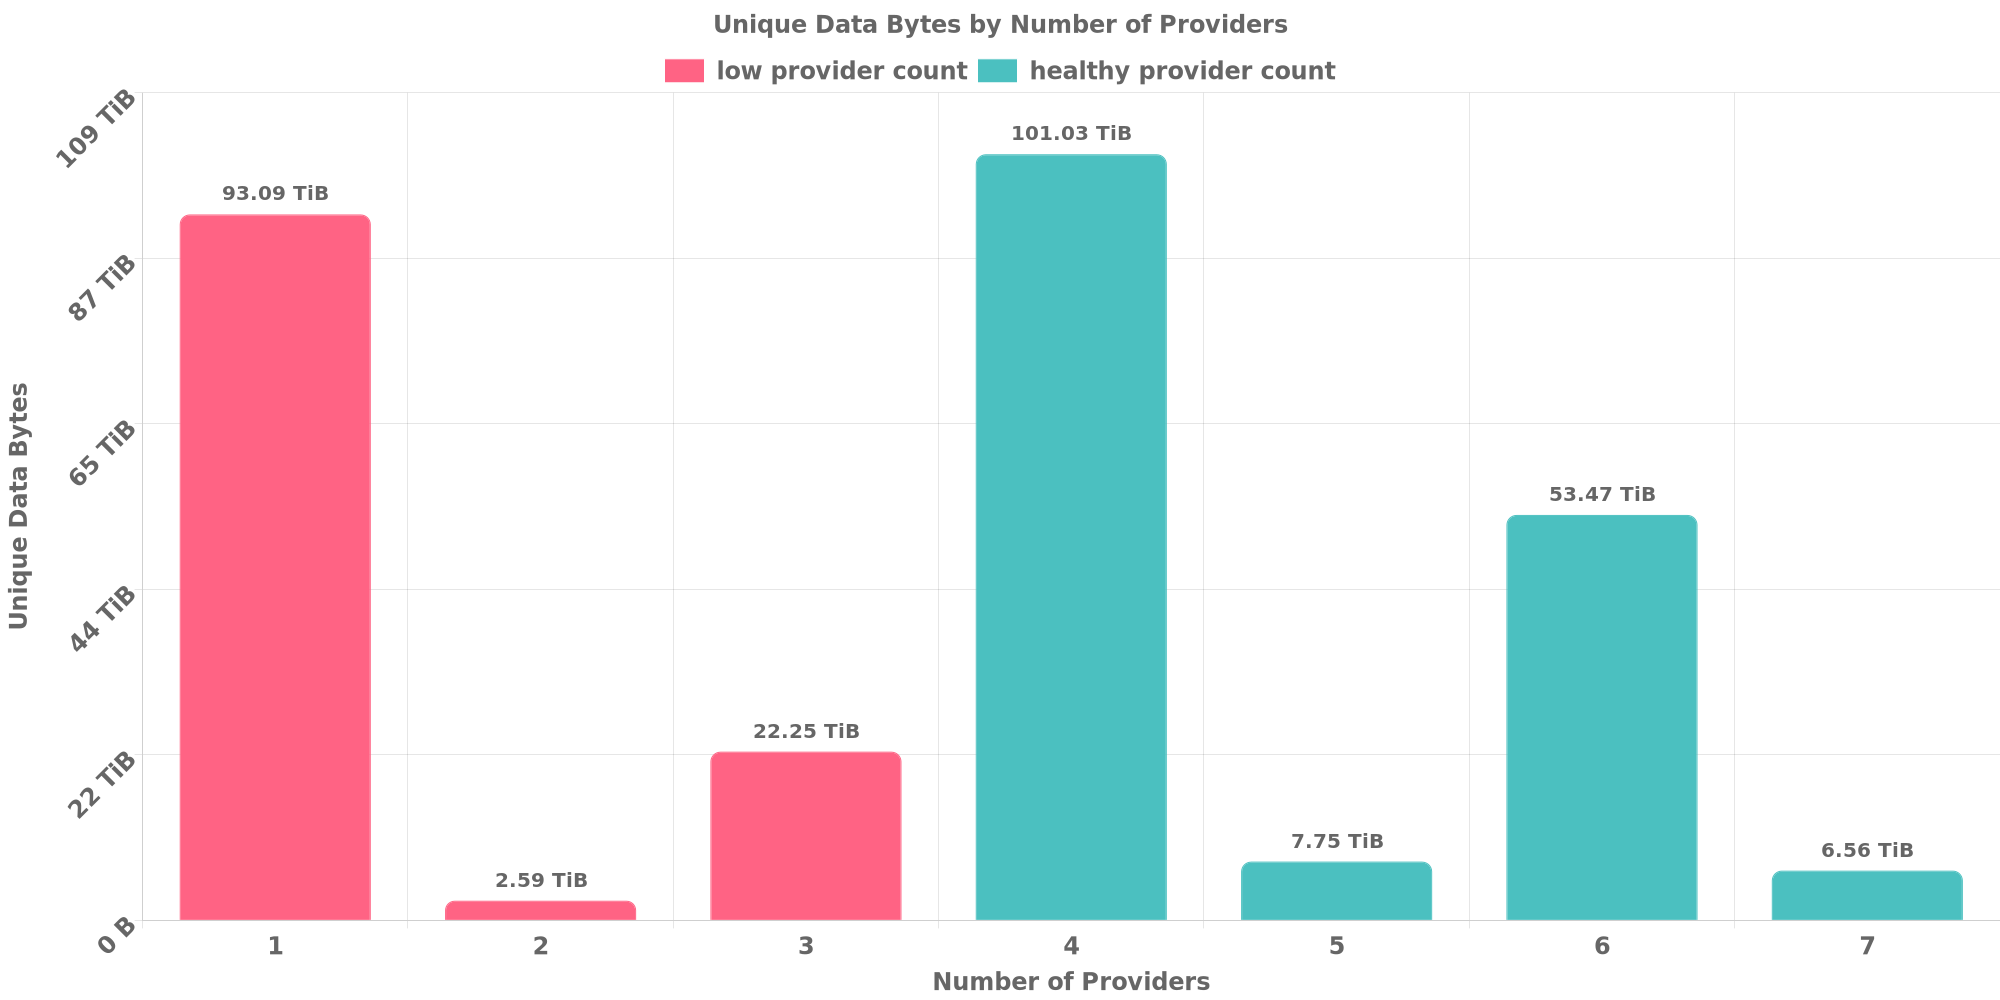 Unique Data Bytes by Number of Providers
low provider count
healthy provider count
Unique Data Bytes
109 TiB
87 TiB
65 TiB
44 TiB
22 TiB
0 B
93.09 TiB
2.59 TiB
22.25 TiB
101.03 TiB
7.75 TiB
53.47 TiB
6.56 TiB
1
2
3
4
5
6
7
Number of Providers